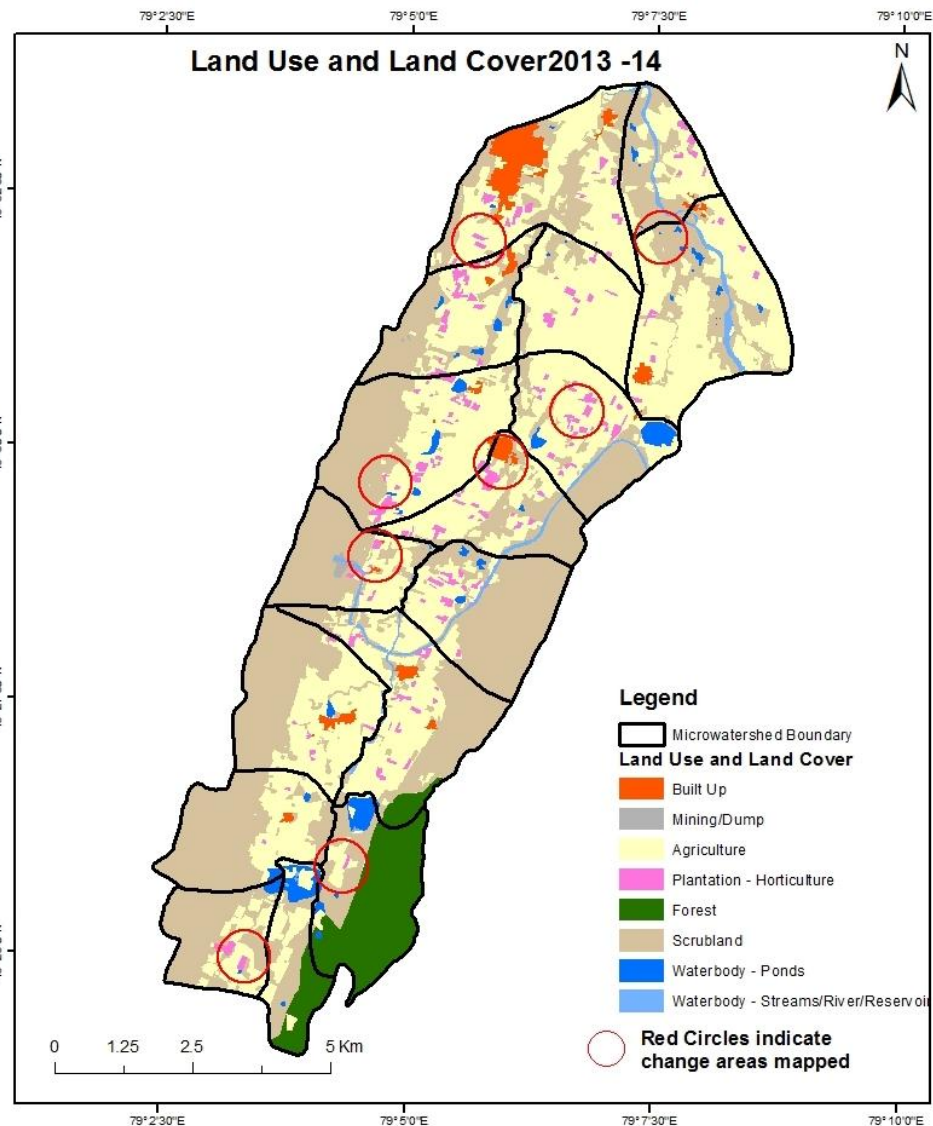 79° 2'30"E 79° 5'0"E 79° 7'30"E 79° 10'0"E
Land Use and Land Cover2013 -14
N
Legend
Microwatershed Boundary
Land Use and Land Cover
Built Up
Mining/Dump
Agriculture
Plantation - Horticulture
Forest
Scrubland
Waterbody - Ponds
Waterbody - Streams/River/Reservoi
Red Circles indicate
change areas mapped
0 1.25 2.5 5 Km
79° 2'30"E 79° 5'0"E 79° 7'30"E 79° 10'0"E